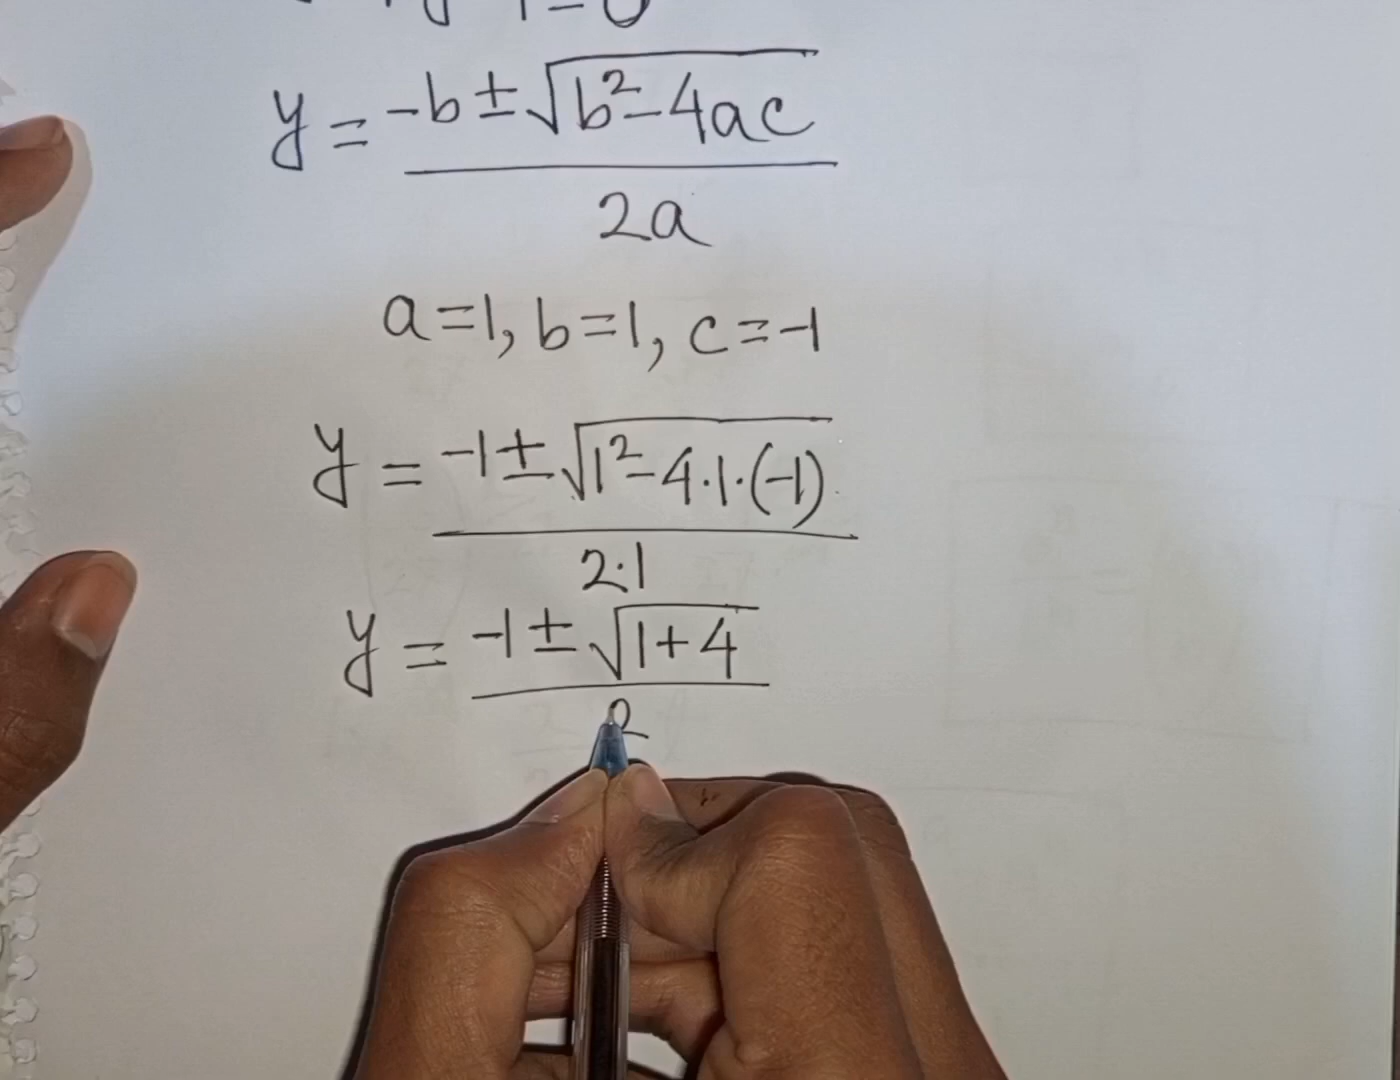 y = -b ± √(b² - 4ac) / 2a
a = 1, b = 1, c = -1
y = -1 ± √(1² - 4·1·(-1)) / 2·1
y = -1 ± √(1 + 4) / 2